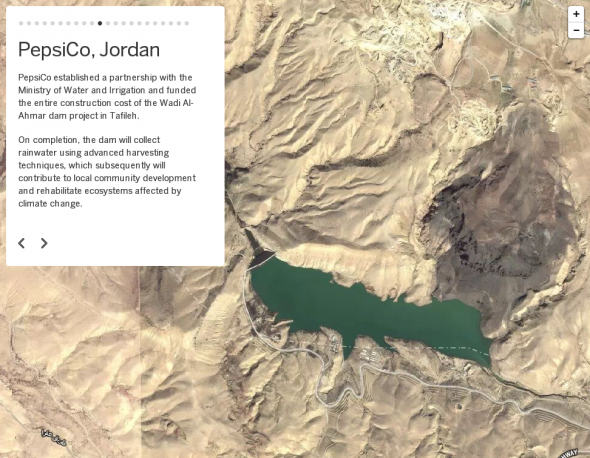 PepsiCo, Jordan
PepsiCo established a partnership with the
Ministry of Water and Irrigation and funded
the entire construction cost of the Wadi Al-
Ahmar dam project in Tafileh.
On completion, the dam will collect
rainwater using advanced harvesting
techniques, which subsequently will
contribute to local community development
and rehabilitate ecosystems affected by
climate change.
+
−